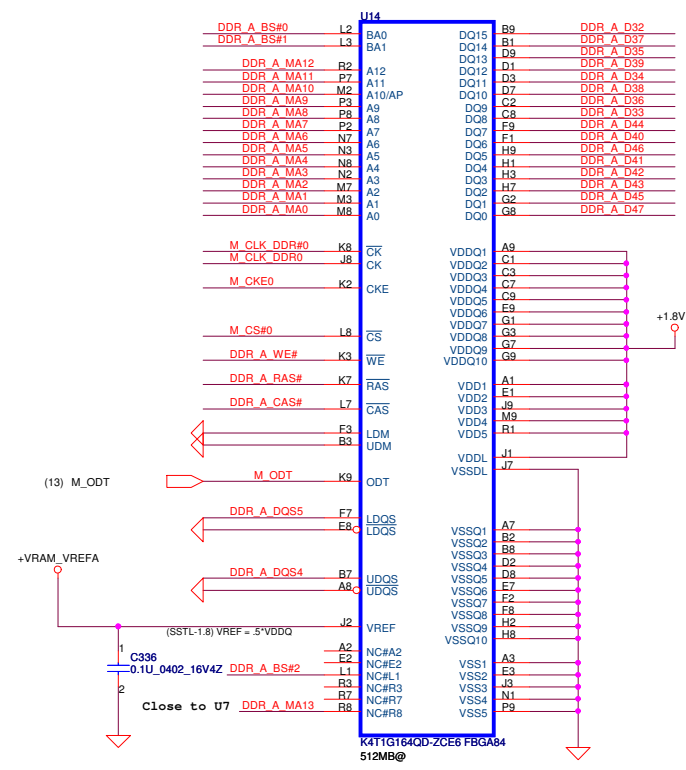 U14
DDR_A_BS#0 L2 BA0 DQ15 B9 DDR_A_D32
DDR_A_BS#1 L3 BA1 DQ14 B1 DDR_A_D37
DQ13 D9 DDR_A_D35
DDR_A_MA12 R2 A12 DQ12 D1 DDR_A_D39
DDR_A_MA11 P7 A11 DQ11 D3 DDR_A_D34
DDR_A_MA10 M2 A10/AP DQ10 D7 DDR_A_D38
DDR_A_MA9 P3 A9 DQ9 C2 DDR_A_D36
DDR_A_MA8 P8 A8 DQ8 C8 DDR_A_D33
DDR_A_MA7 P2 A7 DQ7 F9 DDR_A_D44
DDR_A_MA6 N7 A6 DQ6 F1 DDR_A_D40
DDR_A_MA5 N3 A5 DQ5 H9 DDR_A_D46
DDR_A_MA4 N8 A4 DQ4 H1 DDR_A_D41
DDR_A_MA3 N2 A3 DQ3 H3 DDR_A_D42
DDR_A_MA2 M7 A2 DQ2 H7 DDR_A_D43
DDR_A_MA1 M3 A1 DQ1 G2 DDR_A_D45
DDR_A_MA0 M8 A0 DQ0 G8 DDR_A_D47
M_CLK_DDR#0 K8 CK VDDQ1 A9
M_CLK_DDR0 J8 CK VDDQ2 C1
VDDQ3 C3
M_CKE0 K2 CKE VDDQ4 C7
VDDQ5 C9
VDDQ6 E9
VDDQ7 G1
M_CS#0 L8 CS VDDQ8 G3
VDDQ9 G7 +1.8V
DDR_A_WE# K3 WE VDDQ10 G9
DDR_A_RAS# K7 RAS VDD1 A1
VDD2 E1
DDR_A_CAS# L7 CAS VDD3 J9
VDD4 M9
F3 LDM VDD5 R1
B3 UDM
VDDL J1
VSSDL J7
(13) M_ODT M_ODT K9 ODT
DDR_A_DQS5 F7 LDQS
E8 LDQS VSSQ1 A7
VSSQ2 B2
VSSQ3 B8
+VRAM_VREFA VSSQ4 D2
DDR_A_DQS4 B7 UDQS VSSQ5 D8
A8 UDQS VSSQ6 E7
VSSQ7 F2
VSSQ8 F8
(SSTL-1.8) VREF = .5*VDDQ J2 VREF VSSQ9 H2
VSSQ10 H8
1 A2 NC#A2
C336 E2 NC#E2 VSS1 A3
0.1U_0402_16V4Z DDR_A_BS#2 L1 NC#L1 VSS2 E3
2 R3 NC#R3 VSS3 J3
R7 NC#R7 VSS4 N1
Close to U7 DDR_A_MA13 R8 NC#R8 VSS5 P9
K4T1G164QD-ZCE6 FBGA84
512MB@